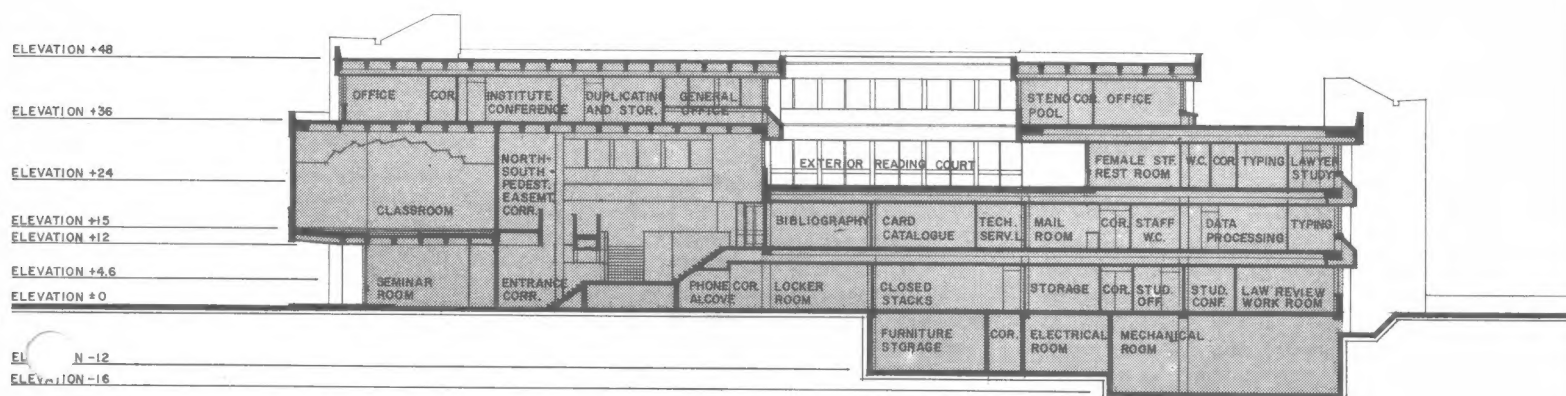 ELEVATION +48
ELEVATION +36
ELEVATION +24
ELEVATION +15
ELEVATION +12
ELEVATION +4.6
ELEVATION ±0
N -12
ELEVATION -16
OFFICE
COR.
INSTITUTE
CONFERENCE
DUPLICATING
AND STOR.
GENERAL
OFFICE
STENO
POOL
COR.
OFFICE
CLASSROOM
NORTH-
SOUTH -
PEDEST.
EASEMT.
CORR.
EXTERIOR READING COURT
FEMALE STF.
REST ROOM
W.C.
COR.
TYPING
LAWYER
STUDY
BIBLIOGRAPHY
CARD
CATALOGUE
TECH.
SERV.L.
MAIL
ROOM
COR.
STAFF
W.C.
DATA
PROCESSING
TYPING
SEMINAR
ROOM
ENTRANCE
CORR.
PHONE
ALCOVE
COR.
LOCKER
ROOM
CLOSED
STACKS
STORAGE
COR.
STUD.
OFF.
STUD.
CONF.
LAW REVIEW
WORK ROOM
FURNITURE
STORAGE
COR.
ELECTRICAL
ROOM
MECHANICAL
ROOM